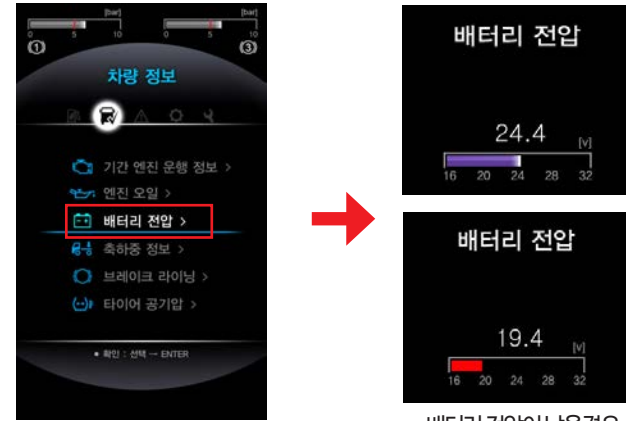 [bar]
[bar]
0 5 10
0 5 10
(1)
(3)
차량 정보
기간 엔진 운행 정보 >
엔진 오일 >
배터리 전압 >
축하중 정보 >
브레이크 라이닝 >
타이어 공기압 >
• 확인 : 선택 → ENTER
배터리 전압
24.4
[v]
16 20 24 28 32
배터리 전압
19.4
[v]
16 20 24 28 32